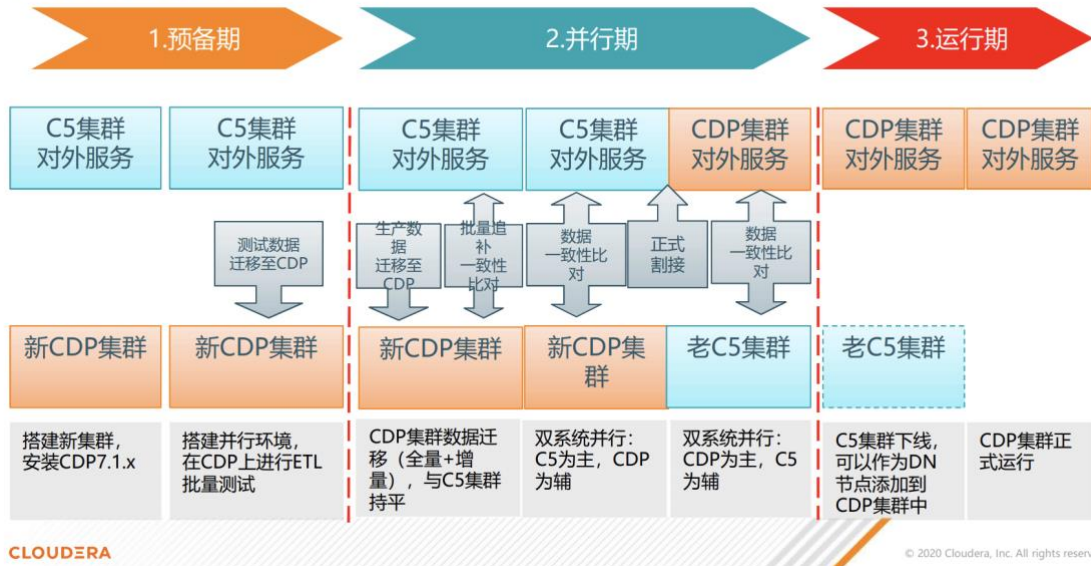 1.预备期
2.并行期
3.运行期
C5集群
对外服务
C5集群
对外服务
C5集群
对外服务
C5集群
对外服务
CDP集群
对外服务
CDP集群
对外服务
CDP集群
对外服务
测试数据
迁移至CDP
生产数
据
迁移至
CDP
批量追
补
一致性
比对
数据
一致性比
对
正式
割接
数据
一致性比
对
新CDP集群
新CDP集群
新CDP集群
新CDP集
群
老C5集群
老C5集群
搭建新集群,
安装CDP7.1.x
搭建并行环境,
在CDP上进行ETL
批量测试
CDP集群数据迁
移（全量+增
量）, 与C5集群
持平
双系统并行：
C5为主，CDP
为辅
双系统并行：
CDP为主，C5
为辅
C5集群下线,
可以作为DN
节点添加到
CDP集群中
CDP集群正
式运行
CLOUDERA
© 2020 Cloudera, Inc. All rights reserv